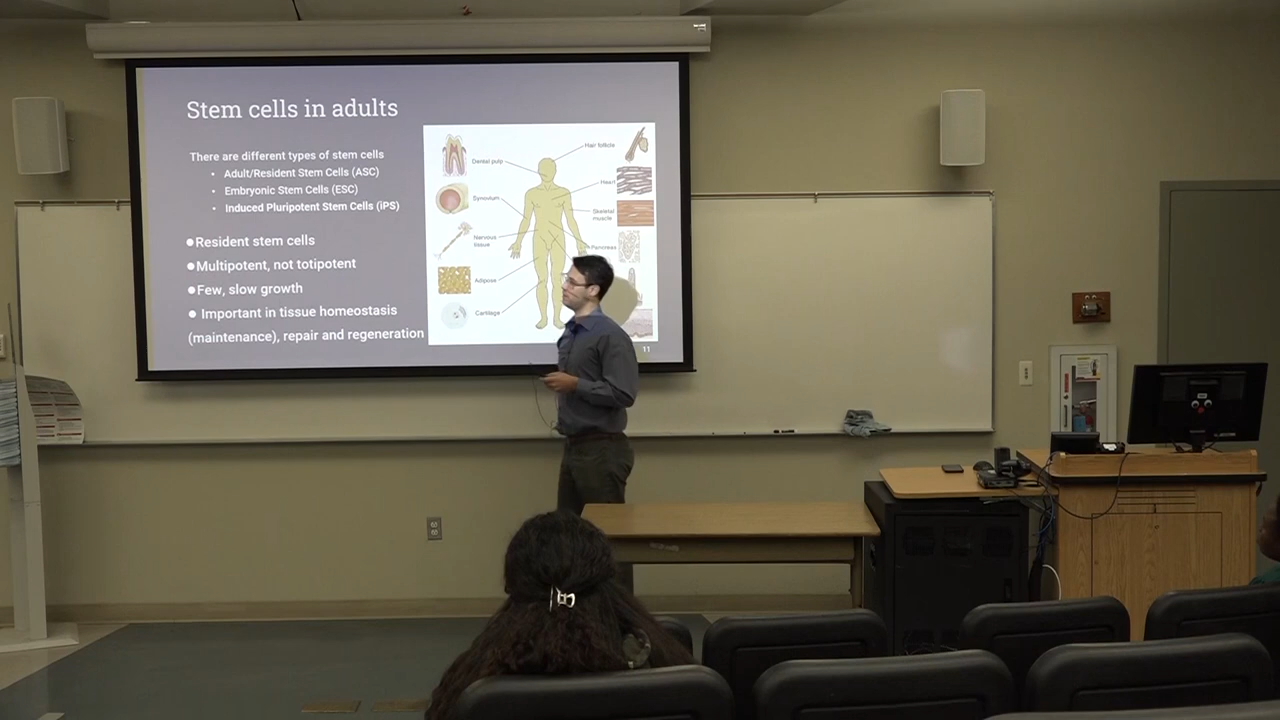 Stem cells in adults
There are different types of stem cells
• Adult/Resident Stem Cells (ASC)
• Embryonic Stem Cells (ESC)
• Induced Pluripotent Stem Cells (iPS)
● Resident stem cells
● Multipotent, not totipotent
● Few, slow growth
● Important in tissue homeostasis
(maintenance), repair and regeneration
Dental pulp
Synovium
Nervous
tissue
Adipose
Cartilage
Hair follicle
Heart
Skeletal
muscle
Pancreas
11